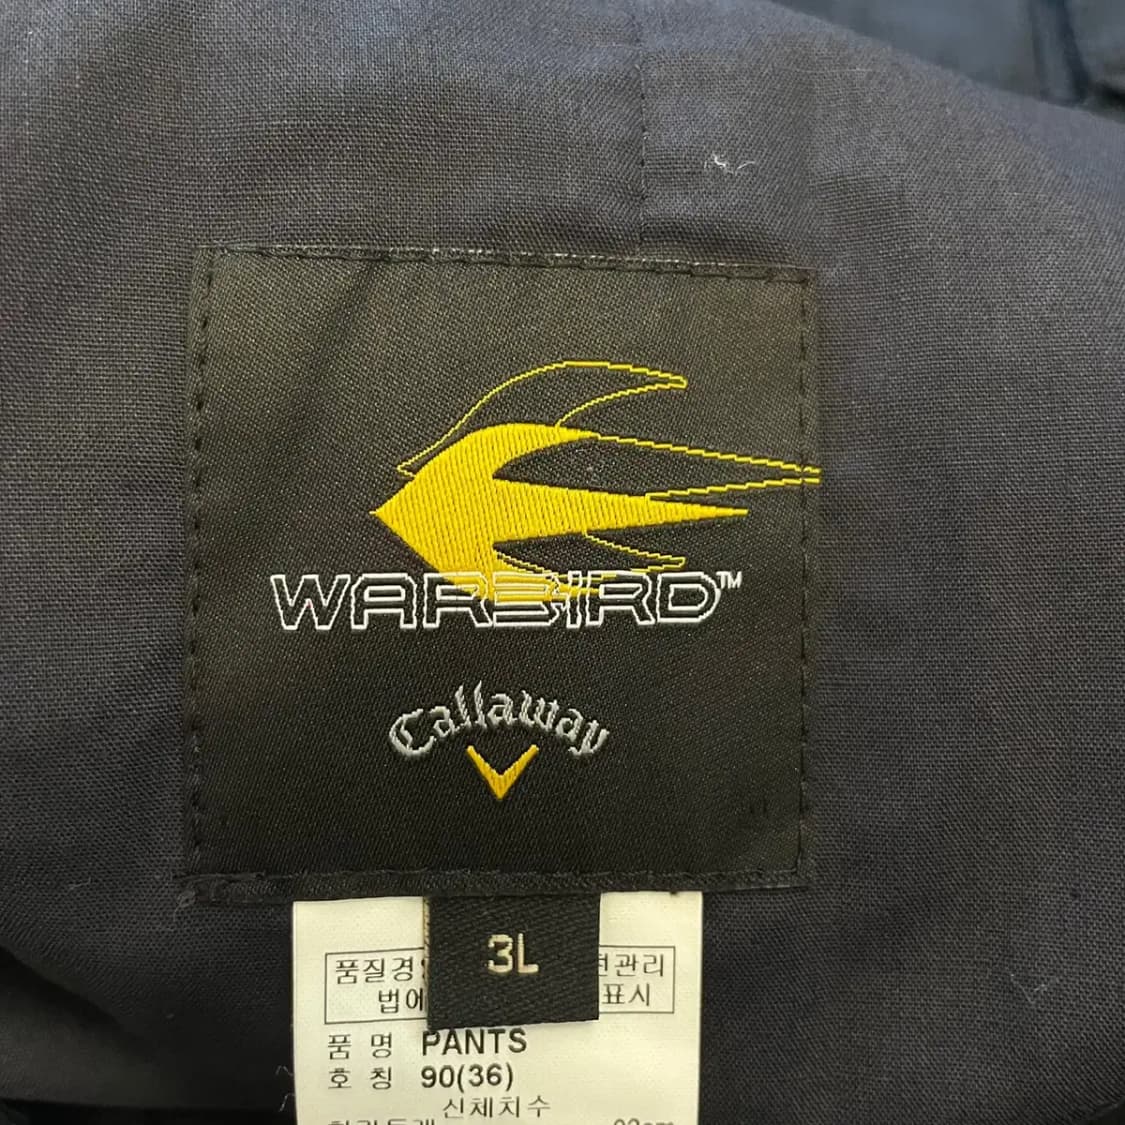 WARBIRD™
Callaway
3L
품질경 관리
법에 표시
품 명 PANTS
호 칭 90(36)
신체치수